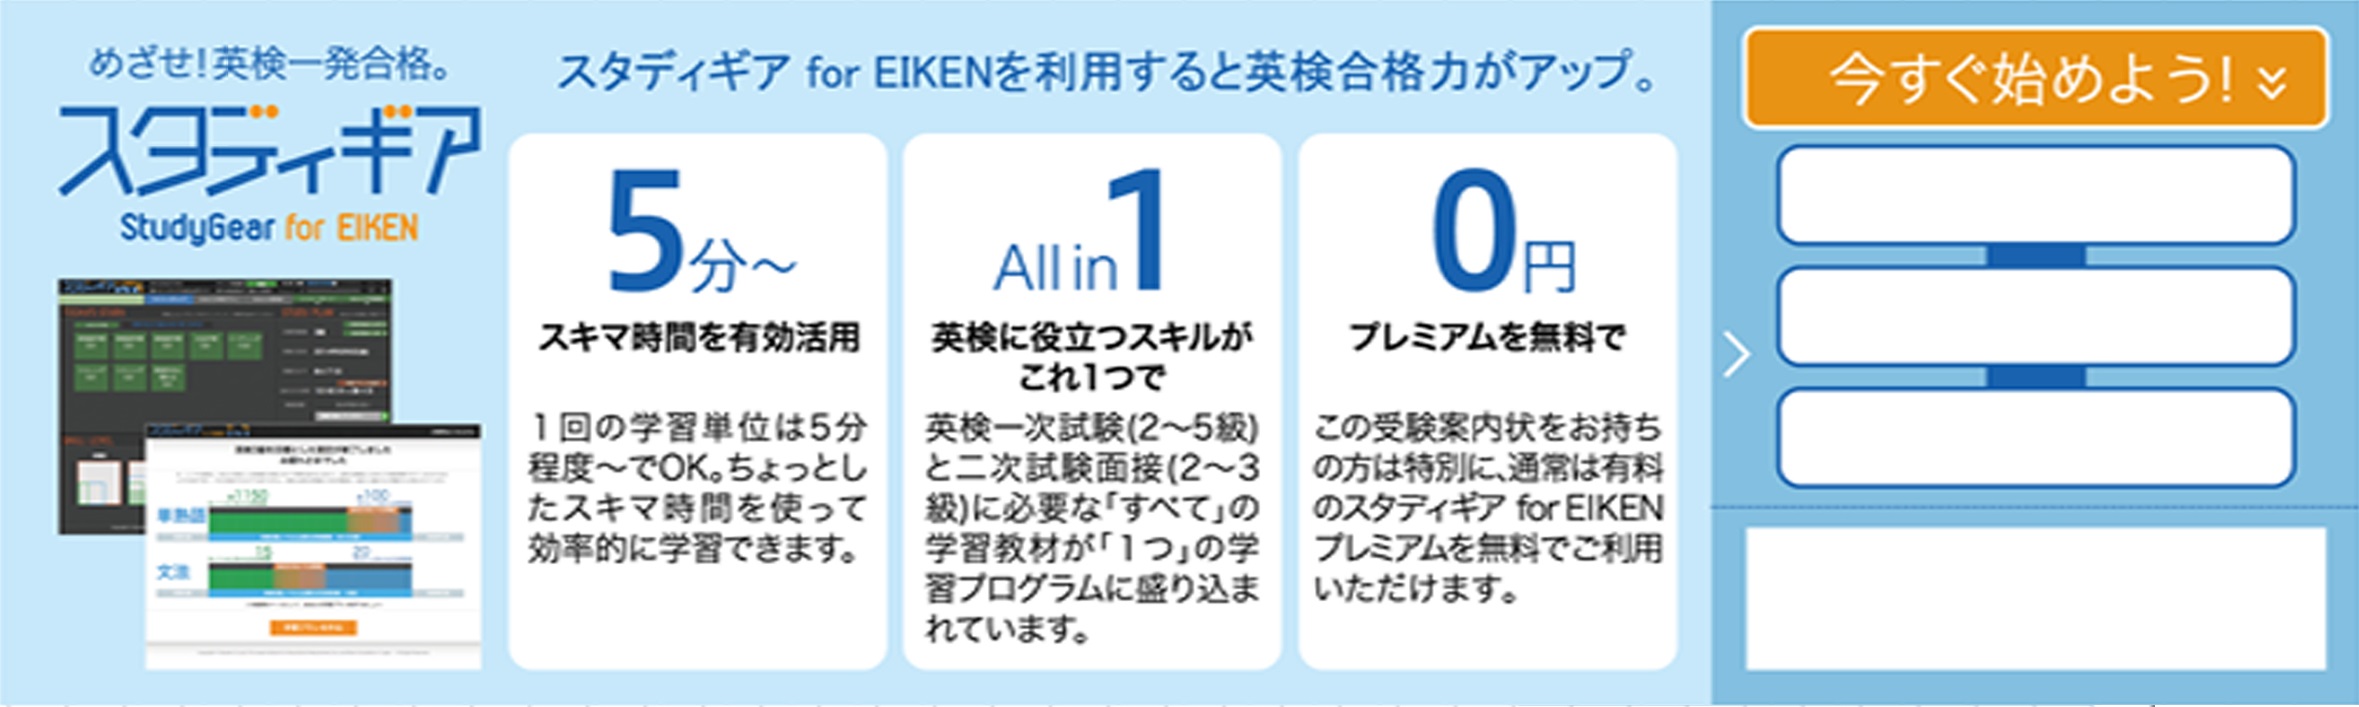 めざせ!英検一発合格。
スタディギア
StudyGear for EIKEN
単熟語
1150
100
文法
15
20
スタディギア for EIKENを利用すると英検合格力がアップ。
5分～
スキマ時間を有効活用
1回の学習単位は5分
程度～でOK。ちょっとし
たスキマ時間を使って
効率的に学習できます。
All in 1
英検に役立つスキルが
これ1つで
英検一次試験(2～5級)
と二次試験面接(2～3
級)に必要な「すべて」の
学習教材が「1つ」の学
習プログラムに盛り込ま
れています。
0円
プレミアムを無料で
この受験案内状をお持ち
の方は特別に、通常は有料
のスタディギア for EIKEN
プレミアムを無料でご利用
いただけます。
今すぐ始めよう!